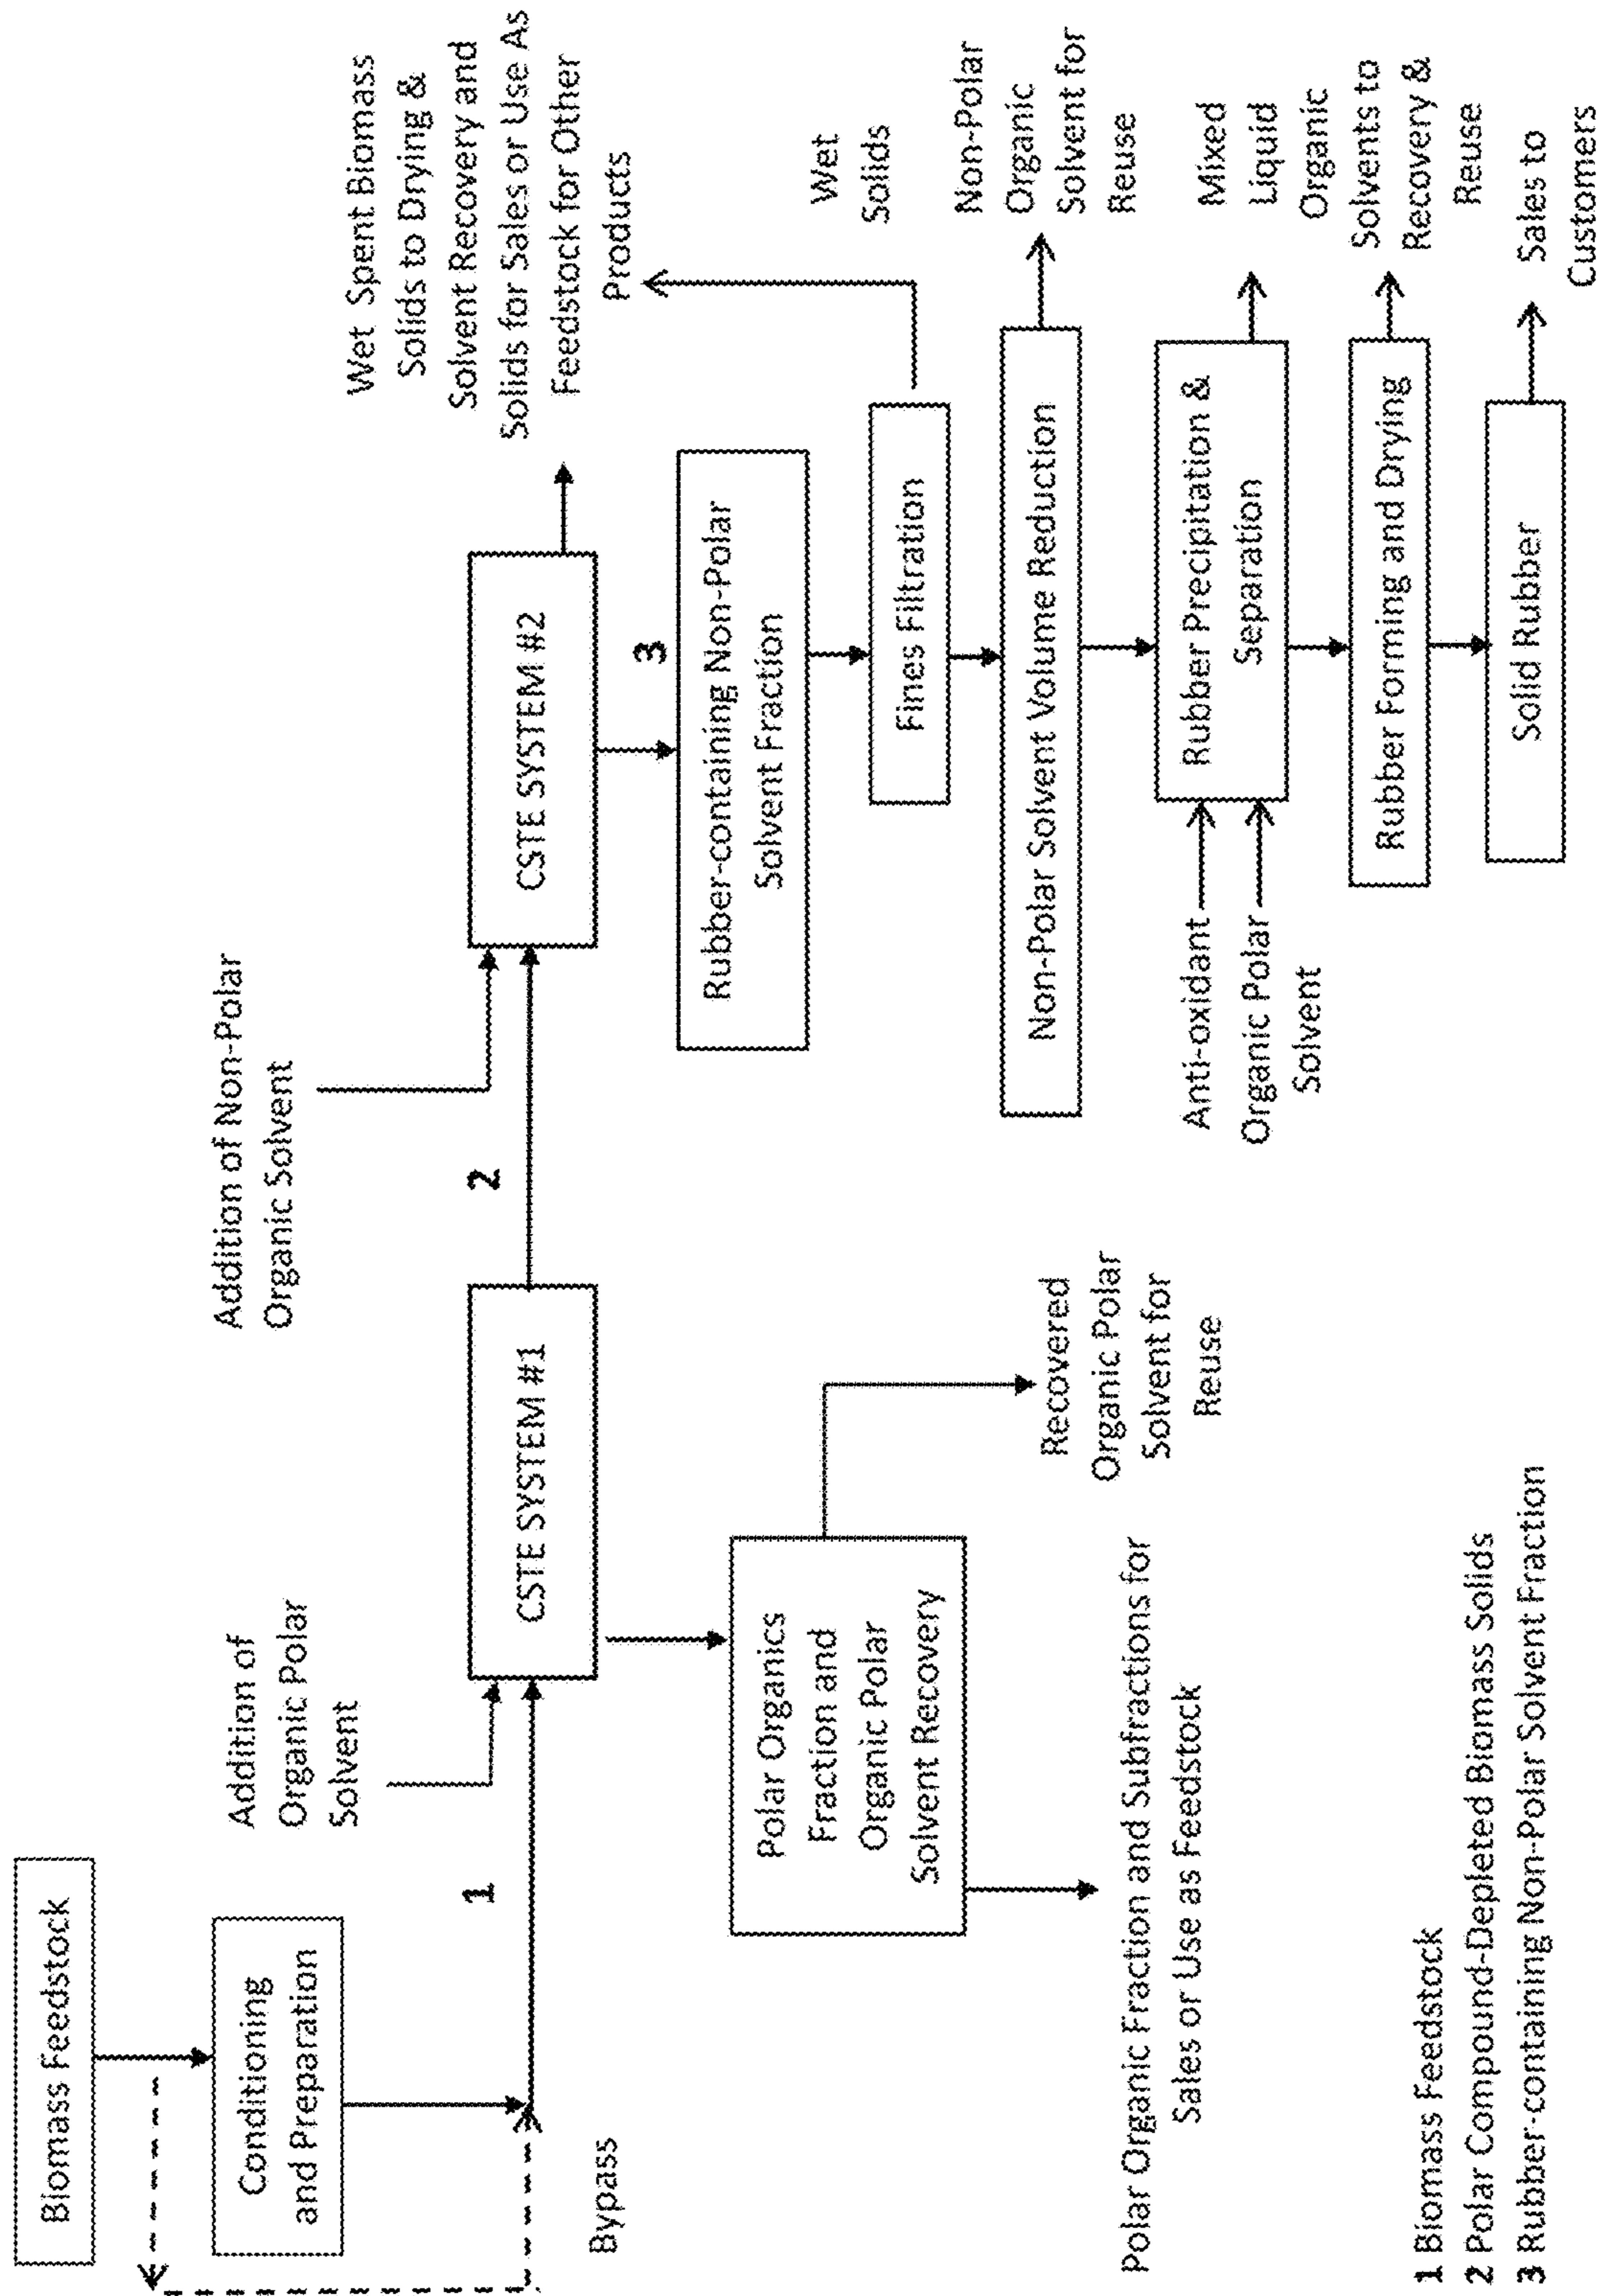 Biomass Feedstock
Conditioning
and Preparation
Bypass
1
Addition of
Organic Polar
Solvent
CSTE SYSTEM #1
Polar Organics
Fraction and
Organic Polar
Solvent Recovery
Polar Organic Fraction and Subfractions for
Sales or Use as Feedstock
Recovered
Organic Polar
Solvent for
Reuse
2
Addition of Non-Polar
Organic Solvent
CSTE SYSTEM #2
Wet Spent Biomass
Solids to Drying &
Solvent Recovery and
Solids for Sales or Use As
Feedstock for Other
Products
3
Rubber-containing Non-Polar
Solvent Fraction
Fines Filtration
Wet
Solids
Non-Polar Solvent Volume Reduction
Non-Polar
Organic
Solvent for
Reuse
Anti-oxidant
Organic Polar
Solvent
Rubber Precipitation &
Separation
Mixed
Liquid
Organic
Solvents to
Recovery &
Reuse
Rubber Forming and Drying
Solid Rubber
Sales to
Customers
1 Biomass Feedstock
2 Polar Compound-Depleted Biomass Solids
3 Rubber-containing Non-Polar Solvent Fraction